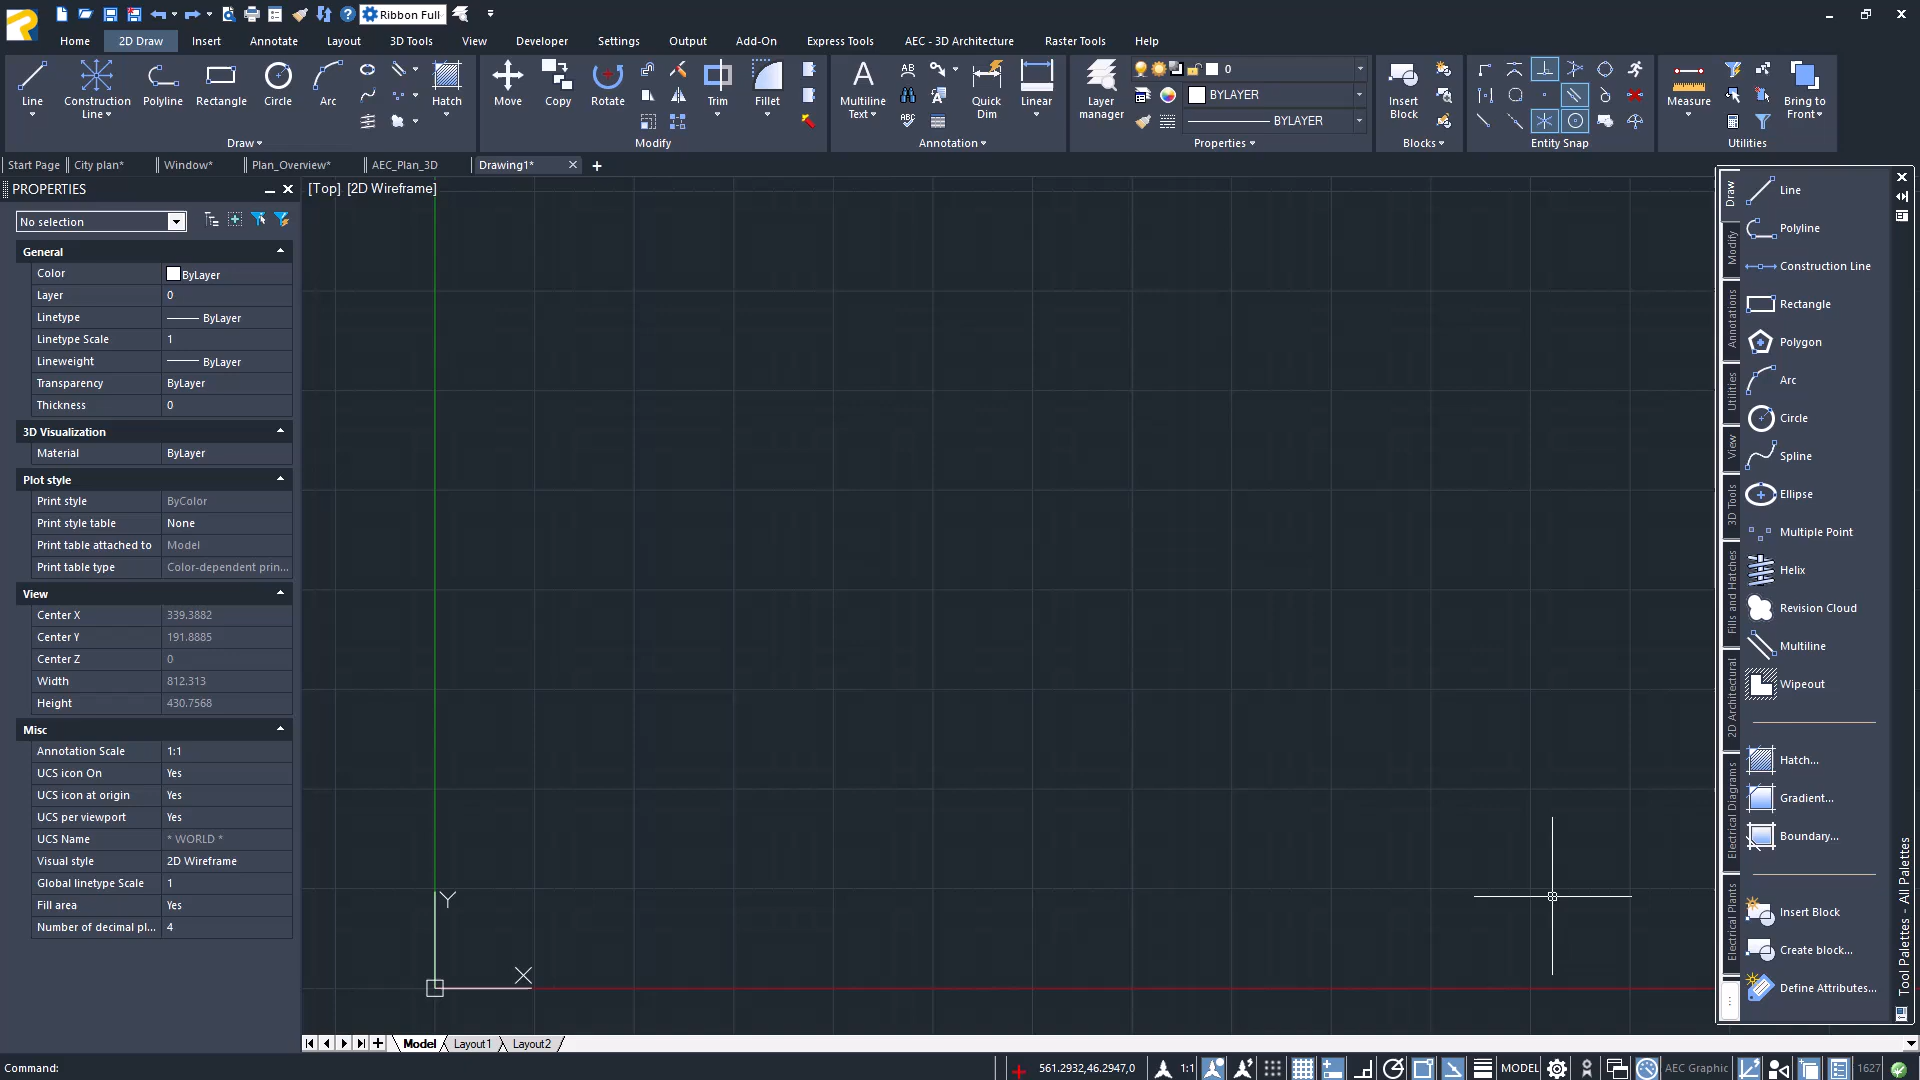 Ribbon Full
Home 2D Draw Insert Annotate Layout 3D Tools View Developer Settings Output Add-On Express Tools AEC - 3D Architecture Raster Tools Help
Line Construction Line Polyline Rectangle Circle Arc Hatch Move Copy Rotate Trim Fillet Multiline Text Quick Dim Linear Layer manager Insert Block Measure Bring to Front
0
BYLAYER
BYLAYER
Draw Modify Annotation Properties Blocks Entity Snap Utilities
Start Page City plan* Window* Plan_Overview* AEC_Plan_3D Drawing1*
PROPERTIES
[Top] [2D Wireframe]
No selection
General
Color ByLayer
Layer 0
Linetype ByLayer
Linetype Scale 1
Lineweight ByLayer
Transparency ByLayer
Thickness 0
3D Visualization
Material ByLayer
Plot style
Print style ByColor
Print style table None
Print table attached to Model
Print table type Color-dependent prin...
View
Center X 339.3882
Center Y 191.8885
Center Z 0
Width 812.313
Height 430.7568
Misc
Annotation Scale 1:1
UCS icon On Yes
UCS icon at origin Yes
UCS per viewport Yes
UCS Name * WORLD *
Visual style 2D Wireframe
Global linetype Scale 1
Fill area Yes
Number of decimal pl... 4
Y
X
Draw
Modify
Annotations
Utilities
View
3D Tools
Fills and Hatches
2D Architectural
Electrical Diagrams
Electrical Plants
Line
Polyline
Construction Line
Rectangle
Polygon
Arc
Circle
Spline
Ellipse
Multiple Point
Helix
Revision Cloud
Multiline
Wipeout
Hatch...
Gradient...
Boundary...
Insert Block
Create block...
Define Attributes...
Tool Palettes - All Palettes
Model Layout1 Layout2
Command:
561.2932,46.2947,0 1:1 MODEL AEC Graphic 1627